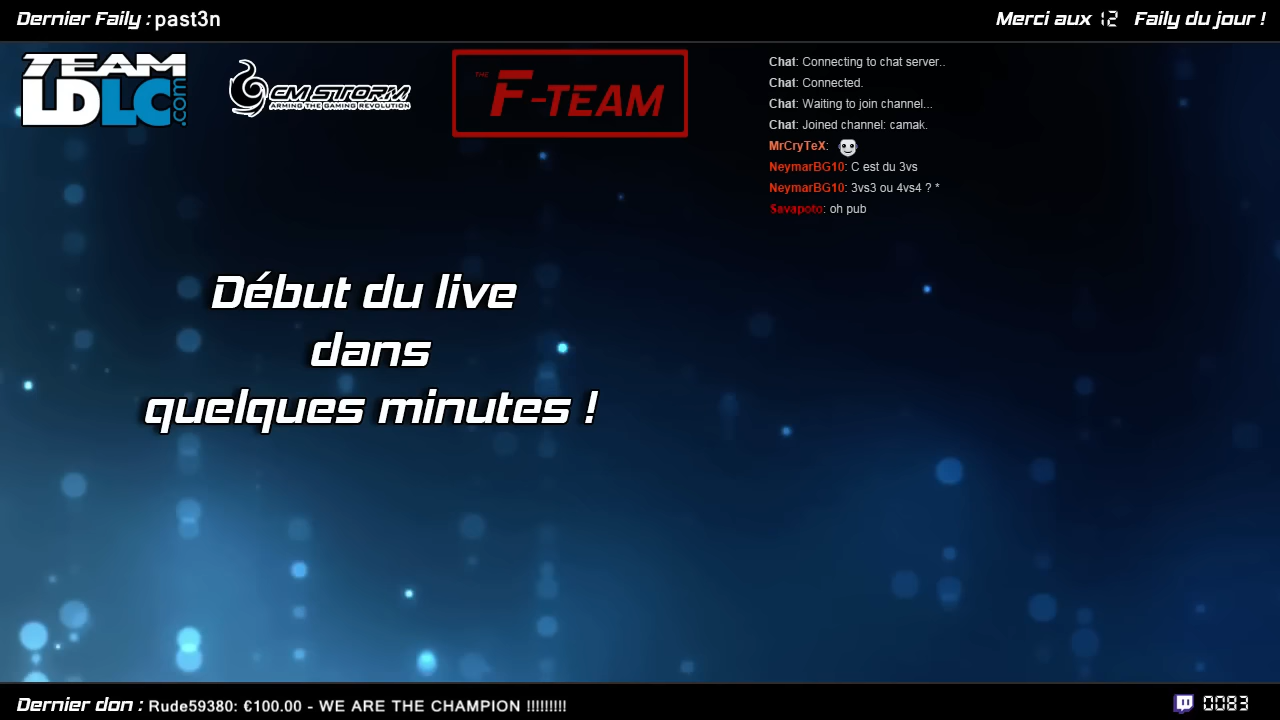 Dernier Faily : past3n
Merci aux 12 Faily du jour !
TEAM
LDLC.com
CM STORM
ARMING THE GAMING REVOLUTION
THE
F-TEAM
Chat: Connecting to chat server..
Chat: Connected.
Chat: Waiting to join channel...
Chat: Joined channel: camak.
MrCryTeX:
NeymarBG10: C est du 3vs
NeymarBG10: 3vs3 ou 4vs4 ? *
Savapoto: oh pub
Début du live
dans
quelques minutes !
Dernier don : Rude59380: €100.00 - WE ARE THE CHAMPION !!!!!!!!!
0083